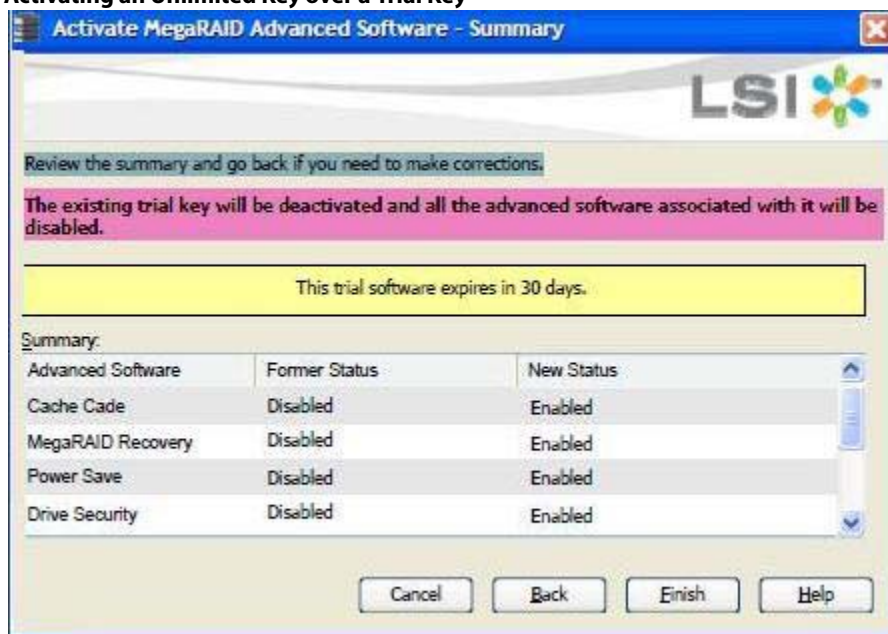 Activating an Unlimited Key over a Trial Key
Activate MegaRAID Advanced Software - Summary
LSI
Review the summary and go back if you need to make corrections.
The existing trial key will be deactivated and all the advanced software associated with it will be
disabled.
This trial software expires in 30 days.
Summary:
Advanced Software Former Status New Status
Cache Cade Disabled Enabled
MegaRAID Recovery Disabled Enabled
Power Save Disabled Enabled
Drive Security Disabled Enabled
Cancel Back Finish Help